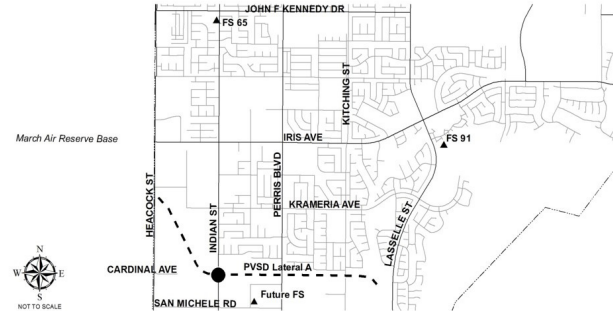 JOHN F KENNEDY DR
FS 65
KITCHING ST
March Air Reserve Base
IRIS AVE
FS 91
HEACOCK ST
INDIAN ST
PERRIS BLVD
KRAMERIA AVE
LASSELLE ST
N
W E
S
NOT TO SCALE
CARDINAL AVE
PVSD Lateral A
Future FS
SAN MICHELE RD